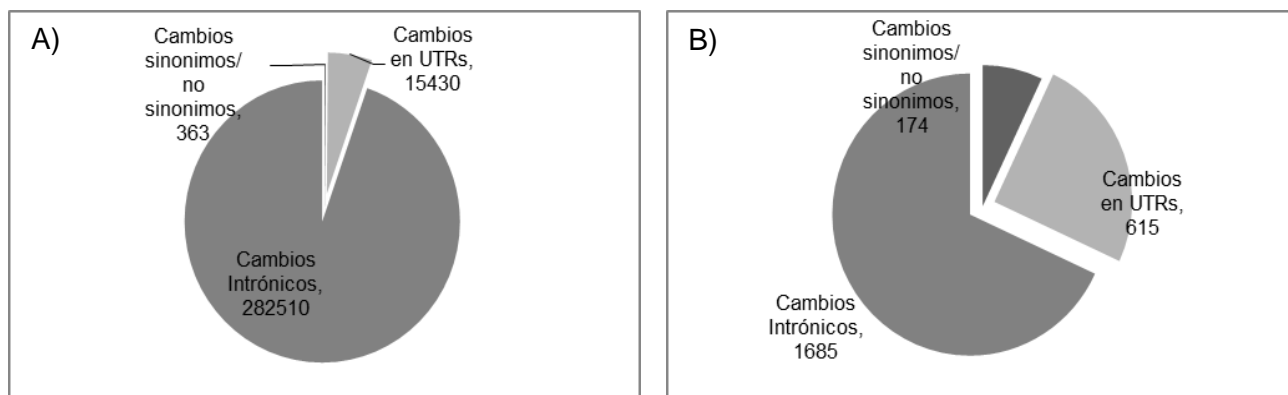 A)
Cambios
sinonimos/
no
sinonimos,
363
Cambios
en UTRs,
15430
Cambios
Intrónicos,
282510
B)
Cambios
sinonimos/
no
sinonimos,
174
Cambios
en UTRs,
615
Cambios
Intrónicos,
1685